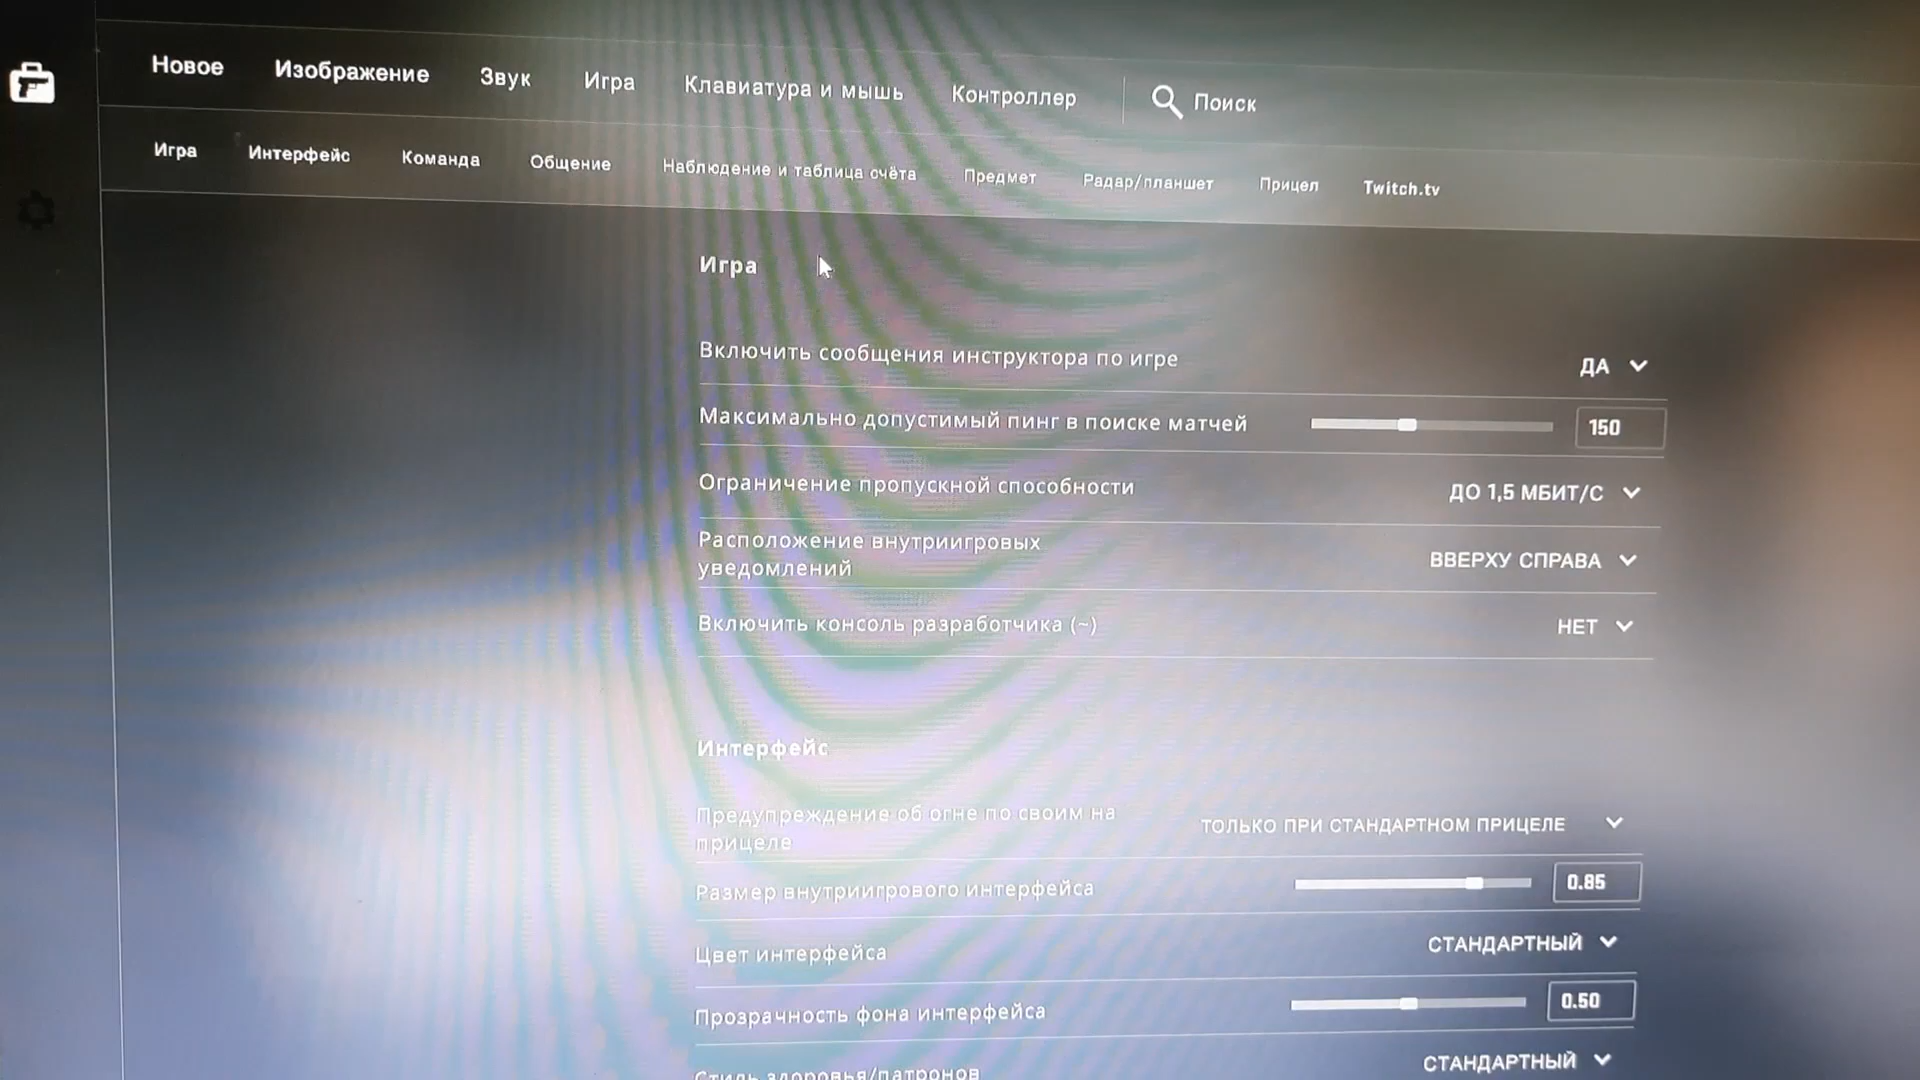 Новое Изображение Звук Игра Клавиатура и мышь Контроллер Поиск
Игра Интерфейс Команда Общение Наблюдение и таблица счёта Предмет Радар/планшет Прицел Twitch.tv
Игра
Включить сообщения инструктора по игре ДА
Максимально допустимый пинг в поиске матчей 150
Ограничение пропускной способности ДО 1,5 МБИТ/С
Расположение внутриигровых
уведомлений ВВЕРХУ СПРАВА
Включить консоль разработчика (~) НЕТ
Интерфейс
Предупреждение об огне по своим на
прицеле ТОЛЬКО ПРИ СТАНДАРТНОМ ПРИЦЕЛЕ
Размер внутриигрового интерфейса 0.85
Цвет интерфейса СТАНДАРТНЫЙ
Прозрачность фона интерфейса 0.50
Стиль здоровья/патронов СТАНДАРТНЫЙ